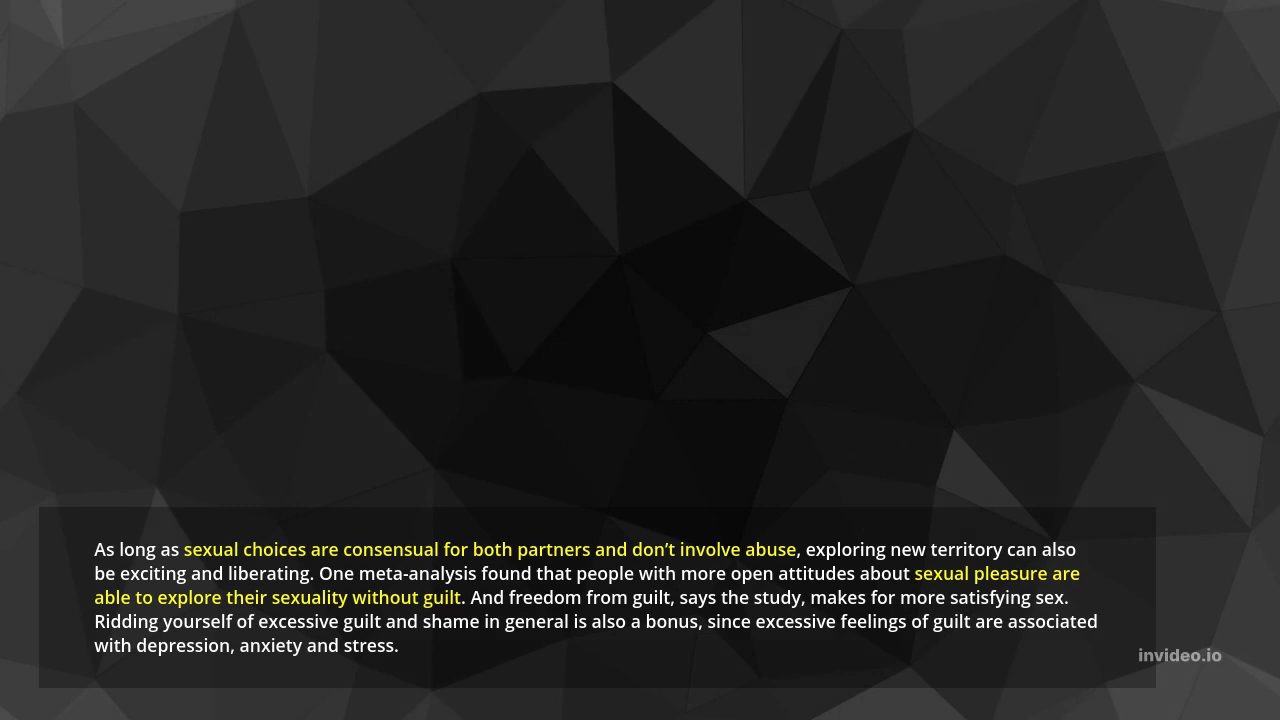 As long as sexual choices are consensual for both partners and don’t involve abuse, exploring new territory can also
be exciting and liberating. One meta-analysis found that people with more open attitudes about sexual pleasure are
able to explore their sexuality without guilt. And freedom from guilt, says the study, makes for more satisfying sex.
Ridding yourself of excessive guilt and shame in general is also a bonus, since excessive feelings of guilt are associated
with depression, anxiety and stress.
invideo.io